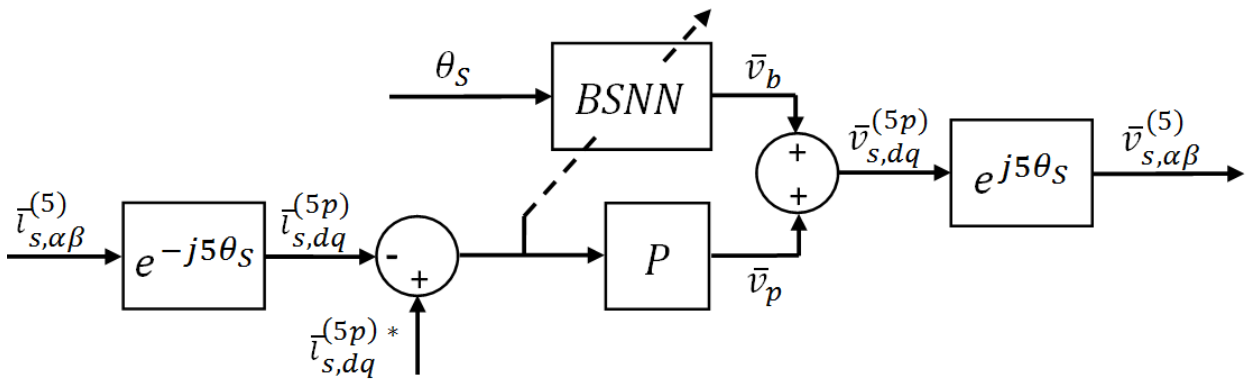 θ_S
BSNN
v̄_b
+
+
v̄_{s,dq}^{(5p)}
e^{j5θ_S}
v̄_{s,αβ}^{(5)}
ī_{s,αβ}^{(5)}
e^{-j5θ_S}
ī_{s,dq}^{(5p)}
-
+
P
v̄_p
ī_{s,dq}^{(5p)*}